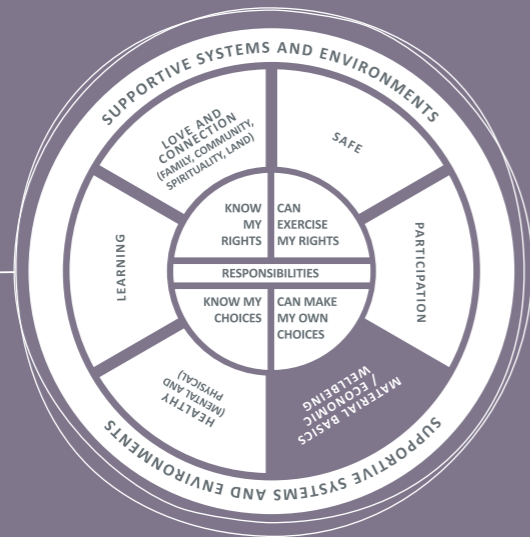 SUPPORTIVE SYSTEMS AND ENVIRONMENTS
LOVE AND
CONNECTION
(FAMILY, COMMUNITY,
SPIRITUALITY, LAND)
SAFE
KNOW
MY
RIGHTS
CAN
EXERCISE
MY RIGHTS
LEARNING
PARTICIPATION
RESPONSIBILITIES
KNOW MY
CHOICES
CAN MAKE
MY OWN
CHOICES
HEALTHY
(MENTAL AND
PHYSICAL)
MATERIAL BASICS
/ ECONOMIC
WELLBEING
SUPPORTIVE SYSTEMS AND ENVIRONMENTS